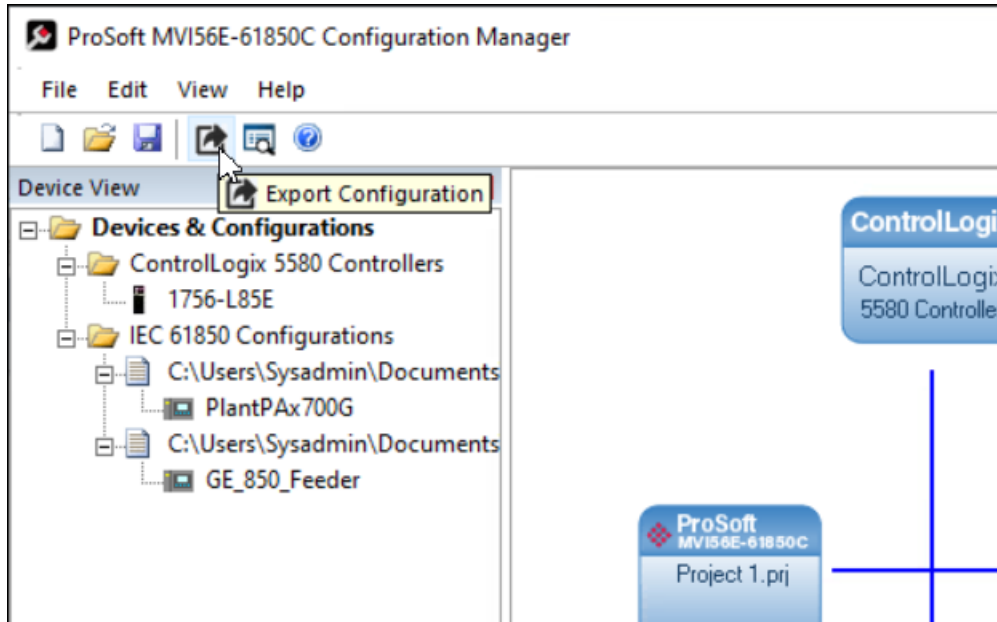 ProSoft MVI56E-61850C Configuration Manager
File Edit View Help
Device View
Export Configuration
Devices & Configurations
ControlLogix 5580 Controllers
1756-L85E
IEC 61850 Configurations
C:\Users\Sysadmin\Documents
PlantPAx700G
C:\Users\Sysadmin\Documents
GE_850_Feeder
ControlLogi
ControlLogix
5580 Controlle
ProSoft
MVI56E-61850C
Project 1.prj